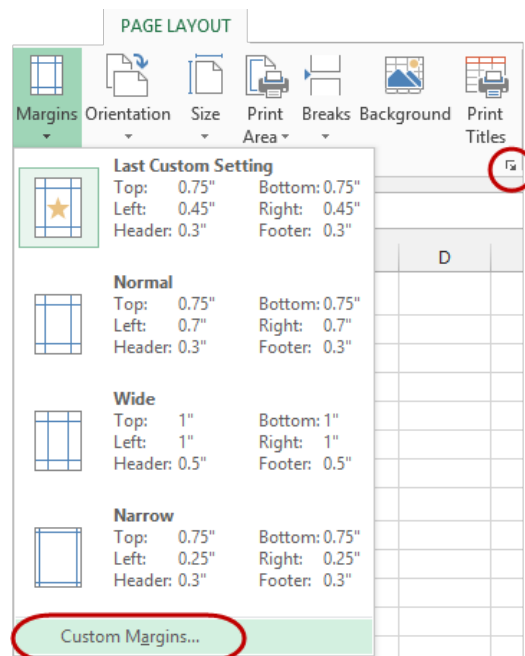 PAGE LAYOUT
Margins Orientation Size Print Area Breaks Background Print Titles
Last Custom Setting
Top: 0.75" Bottom: 0.75"
Left: 0.45" Right: 0.45"
Header: 0.3" Footer: 0.3"
Normal
Top: 0.75" Bottom: 0.75"
Left: 0.7" Right: 0.7"
Header: 0.3" Footer: 0.3"
Wide
Top: 1" Bottom: 1"
Left: 1" Right: 1"
Header: 0.5" Footer: 0.5"
Narrow
Top: 0.75" Bottom: 0.75"
Left: 0.25" Right: 0.25"
Header: 0.3" Footer: 0.3"
Custom Margins...
D